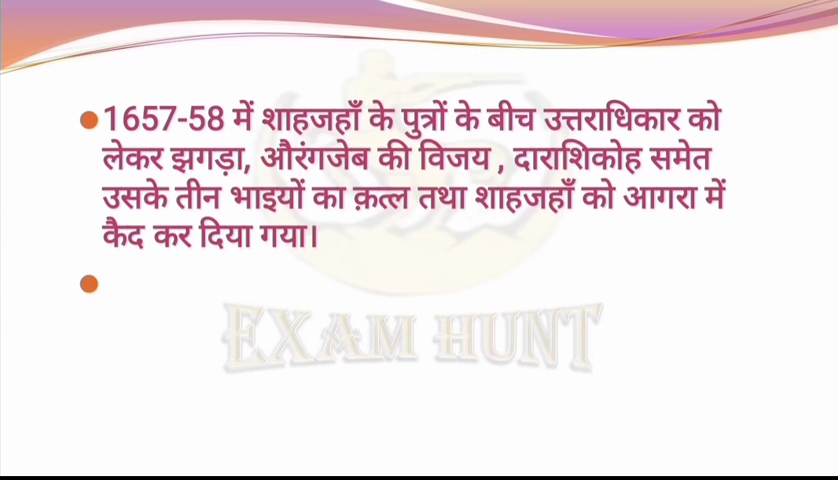 1657-58 में शाहजहाँ के पुत्रों के बीच उत्तराधिकार को
लेकर झगड़ा, औरंगजेब की विजय , दाराशिकोह समेत
उसके तीन भाइयों का क़त्ल तथा शाहजहाँ को आगरा में
कैद कर दिया गया।
EXAM HUNT